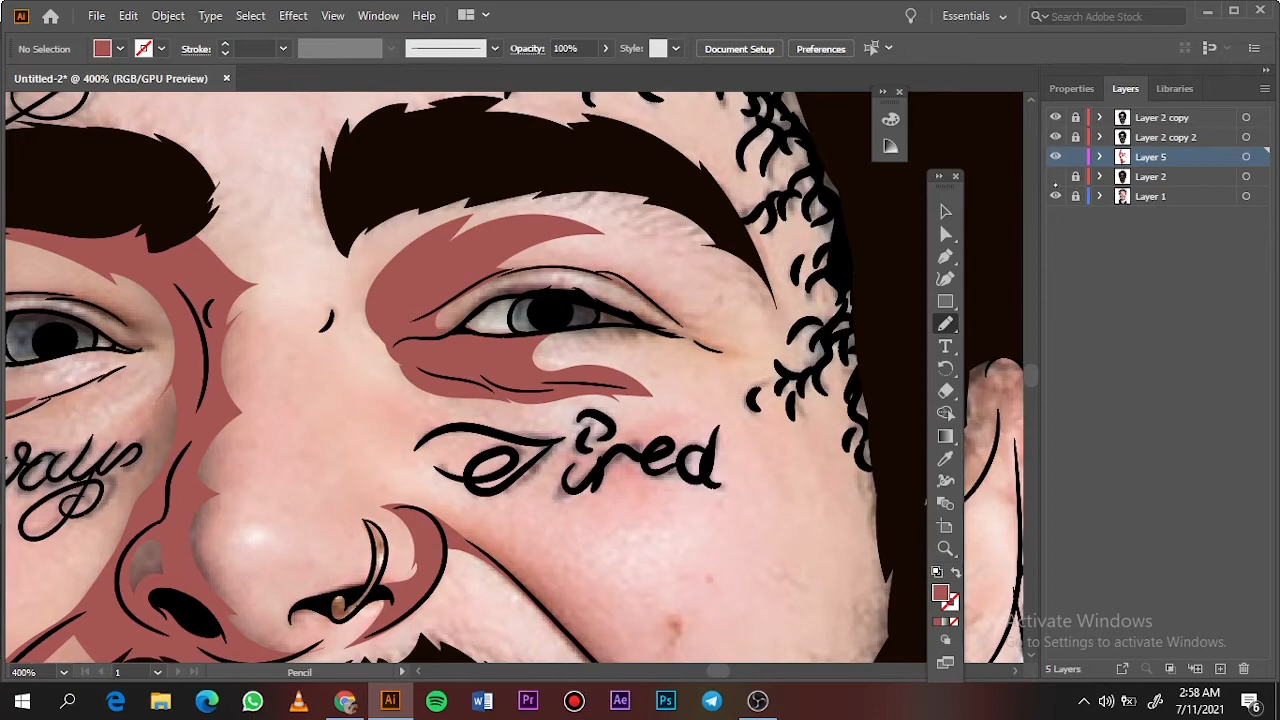 File Edit Object Type Select Effect View Window Help Essentials Search Adobe Stock
No Selection Stroke: Opacity: 100% Style: Document Setup Preferences
Untitled-2* @ 400% (RGB/GPU Preview)
Properties Layers Libraries
Layer 2 copy
Layer 2 copy 2
Layer 5
Layer 2
Layer 1
Activate Windows
Go to Settings to activate Windows.
400% 1 Pencil 5 Layers
2:58 AM
7/11/2021
6